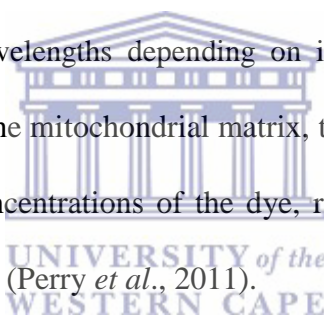 velengths depending on i
ne mitochondrial matrix, t
ncentrations of the dye, r
UNIVERSITY of the
(Perry et al., 2011).
WESTERN CAPE